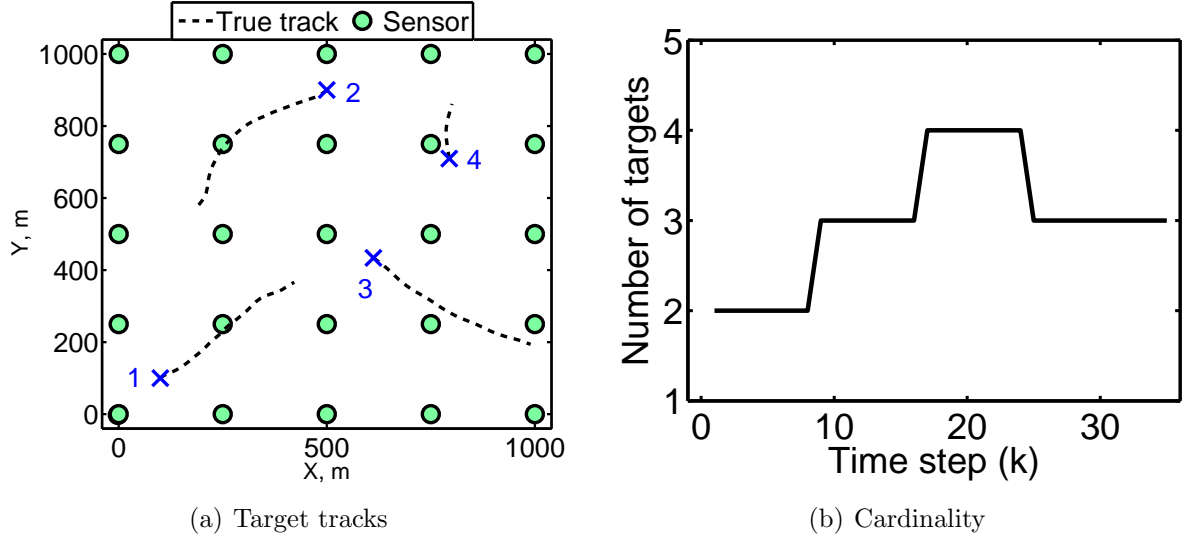 True track Sensor
1000
800
600
400
200
0
Y, m
2
4
3
1
0 500 1000
X, m
(a) Target tracks
5
4
3
2
1
Number of targets
0 10 20 30
Time step (k)
(b) Cardinality